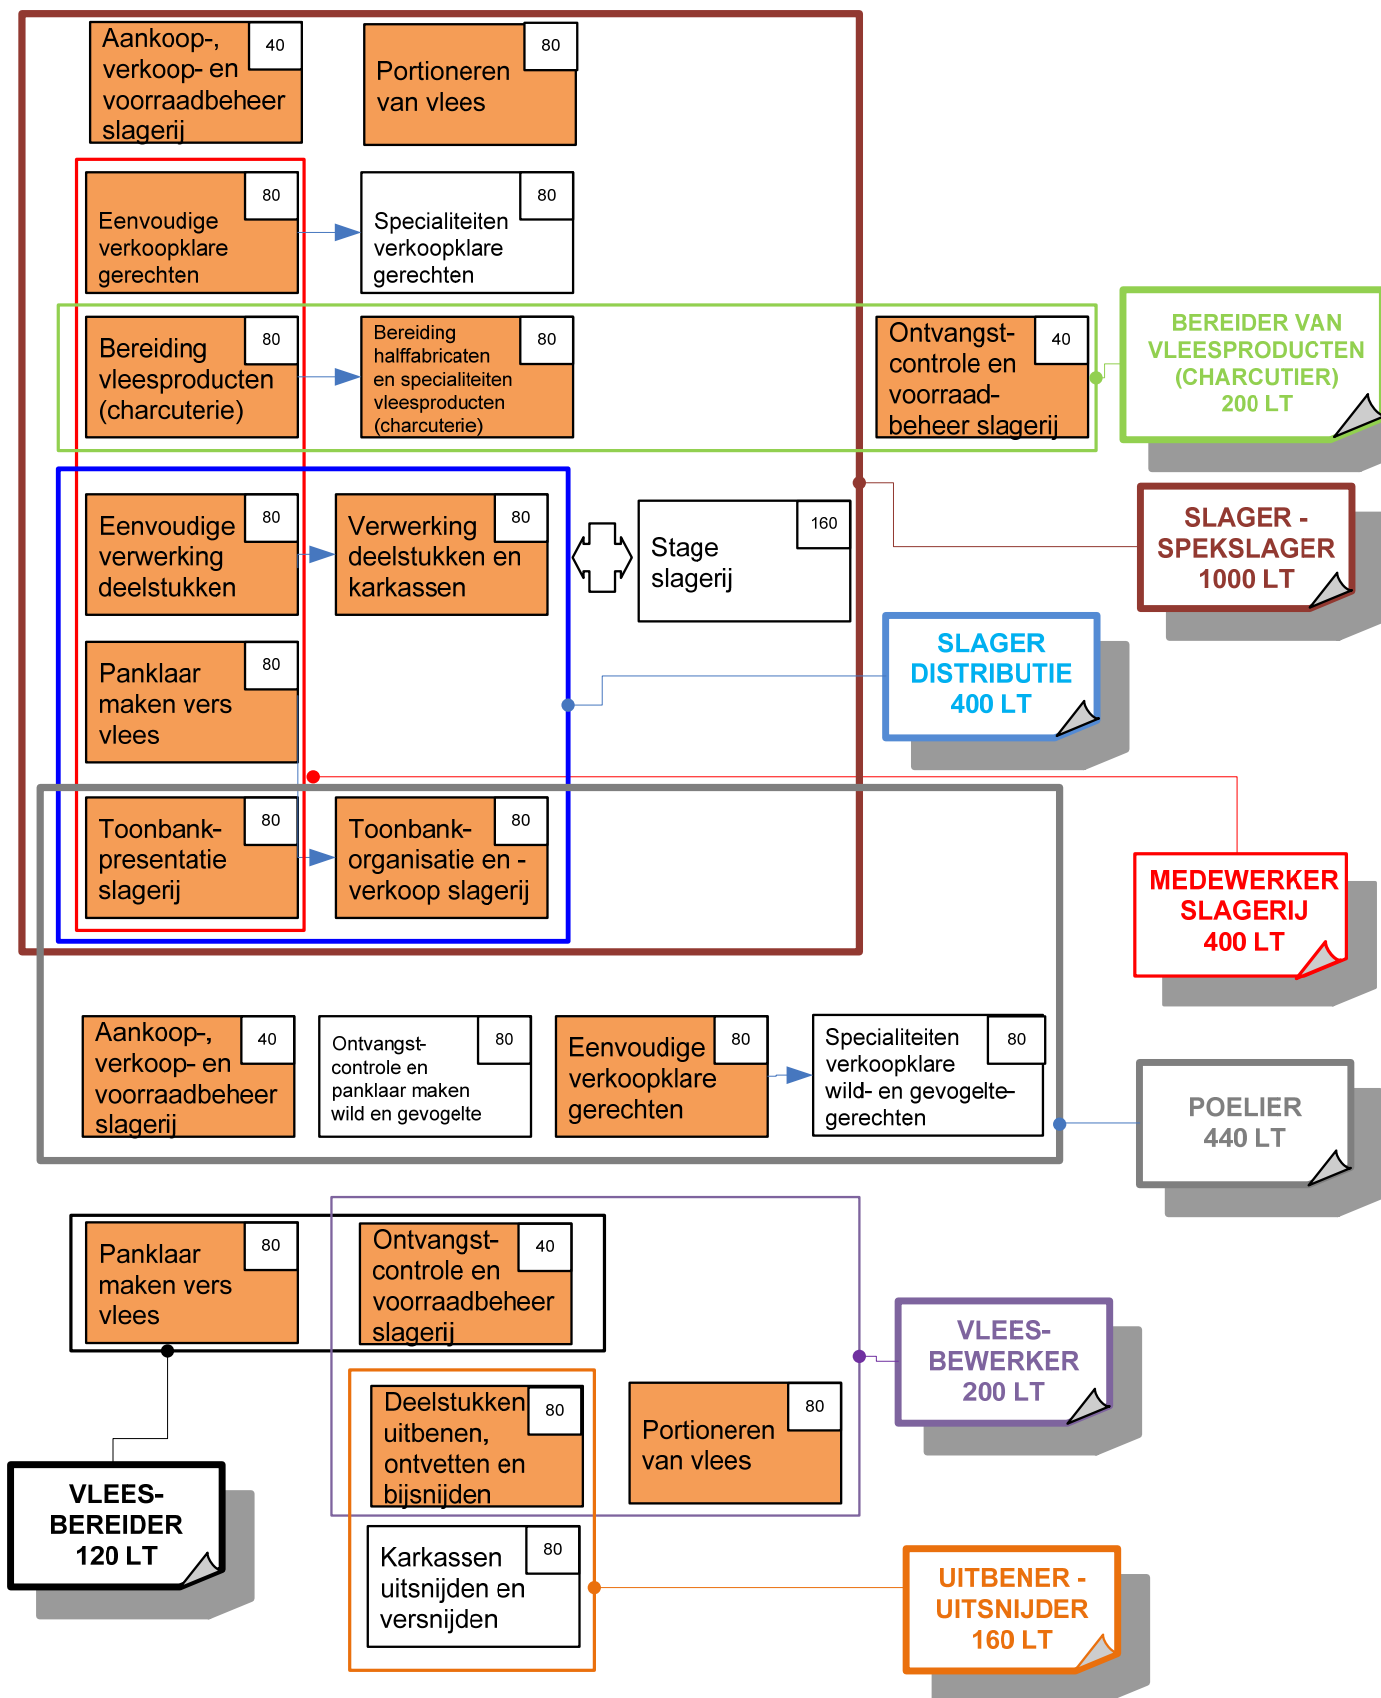 Aankoop-,
verkoop- en
voorraadbeheer
slagerij
40
Portioneren
van vlees
80
Eenvoudige
verkoopklare
gerechten
80
Specialiteiten
verkoopklare
gerechten
80
Bereiding
vleesproducten
(charcuterie)
80
Bereiding
halffabricaten
en specialiteiten
vleesproducten
(charcuterie)
80
Ontvangst-
controle en
voorraad-
beheer slagerij
40
BEREIDER VAN
VLEESPRODUCTEN
(CHARCUTIER)
200 LT
Eenvoudige
verwerking
deelstukken
80
Verwerking
deelstukken en
karkassen
80
Stage
slagerij
160
SLAGER -
SPEKSLAGER
1000 LT
Panklaar
maken vers
vlees
80
SLAGER
DISTRIBUTIE
400 LT
Toonbank-
presentatie
slagerij
80
Toonbank-
organisatie en -
verkoop slagerij
80
MEDEWERKER
SLAGERIJ
400 LT
Aankoop-,
verkoop- en
voorraadbeheer
slagerij
40
Ontvangst-
controle en
panklaar maken
wild en gevogelte
80
Eenvoudige
verkoopklare
gerechten
80
Specialiteiten
verkoopklare
wild- en gevogelte-
gerechten
80
POELIER
440 LT
Panklaar
maken vers
vlees
80
Ontvangst-
controle en
voorraadbeheer
slagerij
40
VLEES-
BEWERKER
200 LT
Deelstukken
uitbenen,
ontvetten en
bijsnijden
80
Portioneren
van vlees
80
VLEES-
BEREIDER
120 LT
Karkassen
uitsnijden en
versnijden
80
UITBENER -
UITSNIJDER
160 LT